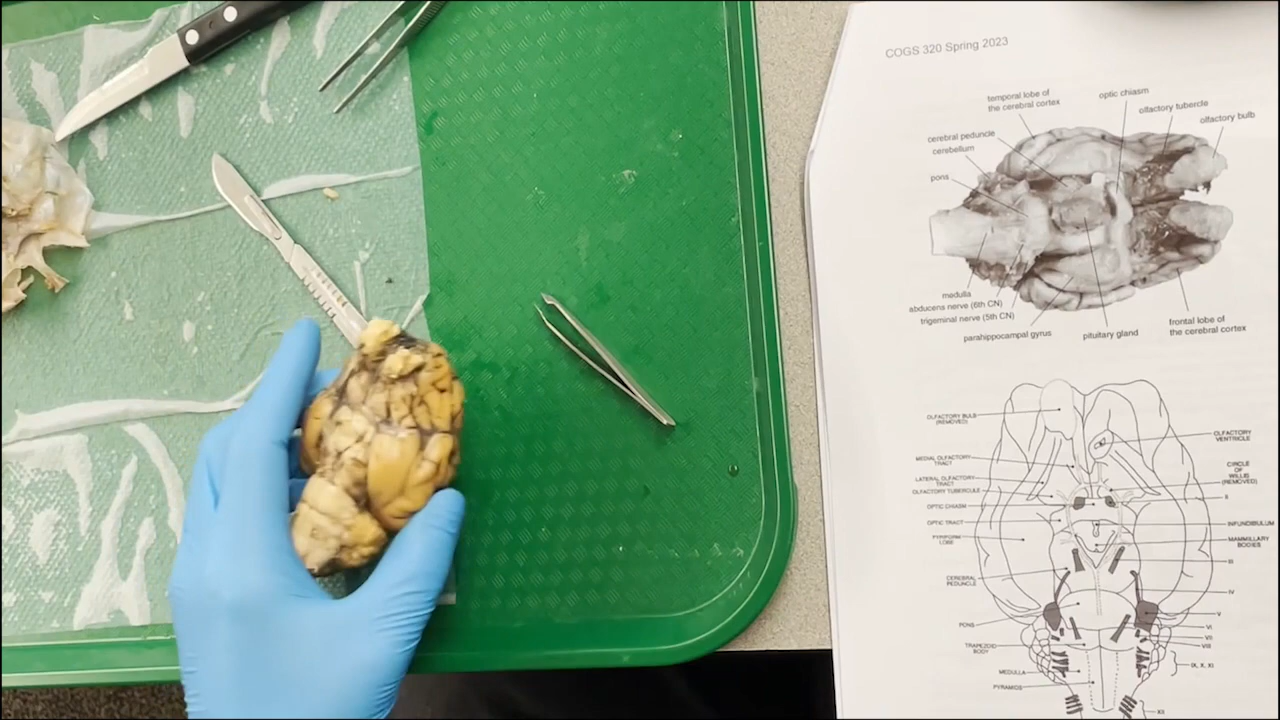 COGS 320 Spring 2023
temporal lobe of
the cerebral cortex
optic chiasm
olfactory tubercle
olfactory bulb
cerebral peduncle
cerebellum
pons
medulla
abducens nerve (6th CN)
trigeminal nerve (5th CN)
parahippocampal gyrus
pituitary gland
frontal lobe of
the cerebral cortex
OLFACTORY BULB
(REMOVED)
OLFACTORY
VENTRICLE
MEDIAL OLFACTORY
TRACT
CIRCLE
OF
WILLIS
(REMOVED)
LATERAL OLFACTORY
TRACT
OLFACTORY TUBERCULE
II
OPTIC CHIASM
OPTIC TRACT
INFUNDIBULUM
PYRIFORM
LOBE
MAMMILLARY
BODIES
III
CEREBRAL
PEDUNCLE
IV
V
PONS
VI
VII
VIII
TRAPEZOID
BODY
IX, X, XI
MEDULLA
PYRAMIDS
XII